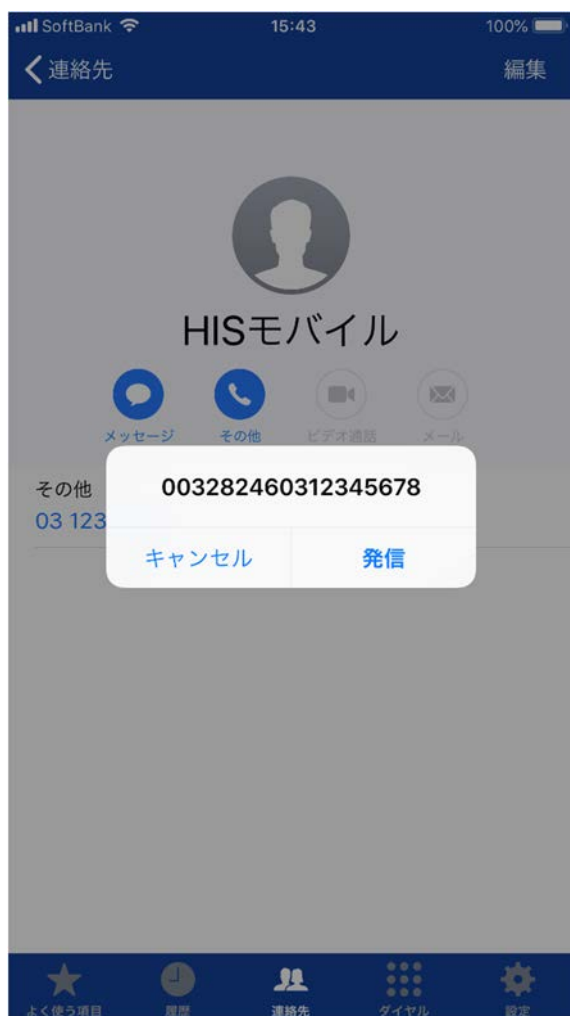 SoftBank 15:43 100%
連絡先 編集
HISモバイル
メッセージ その他 ビデオ通話 メール
その他
03 123
003282460312345678
キャンセル 発信
よく使う項目 履歴 連絡先 ダイヤル 設定